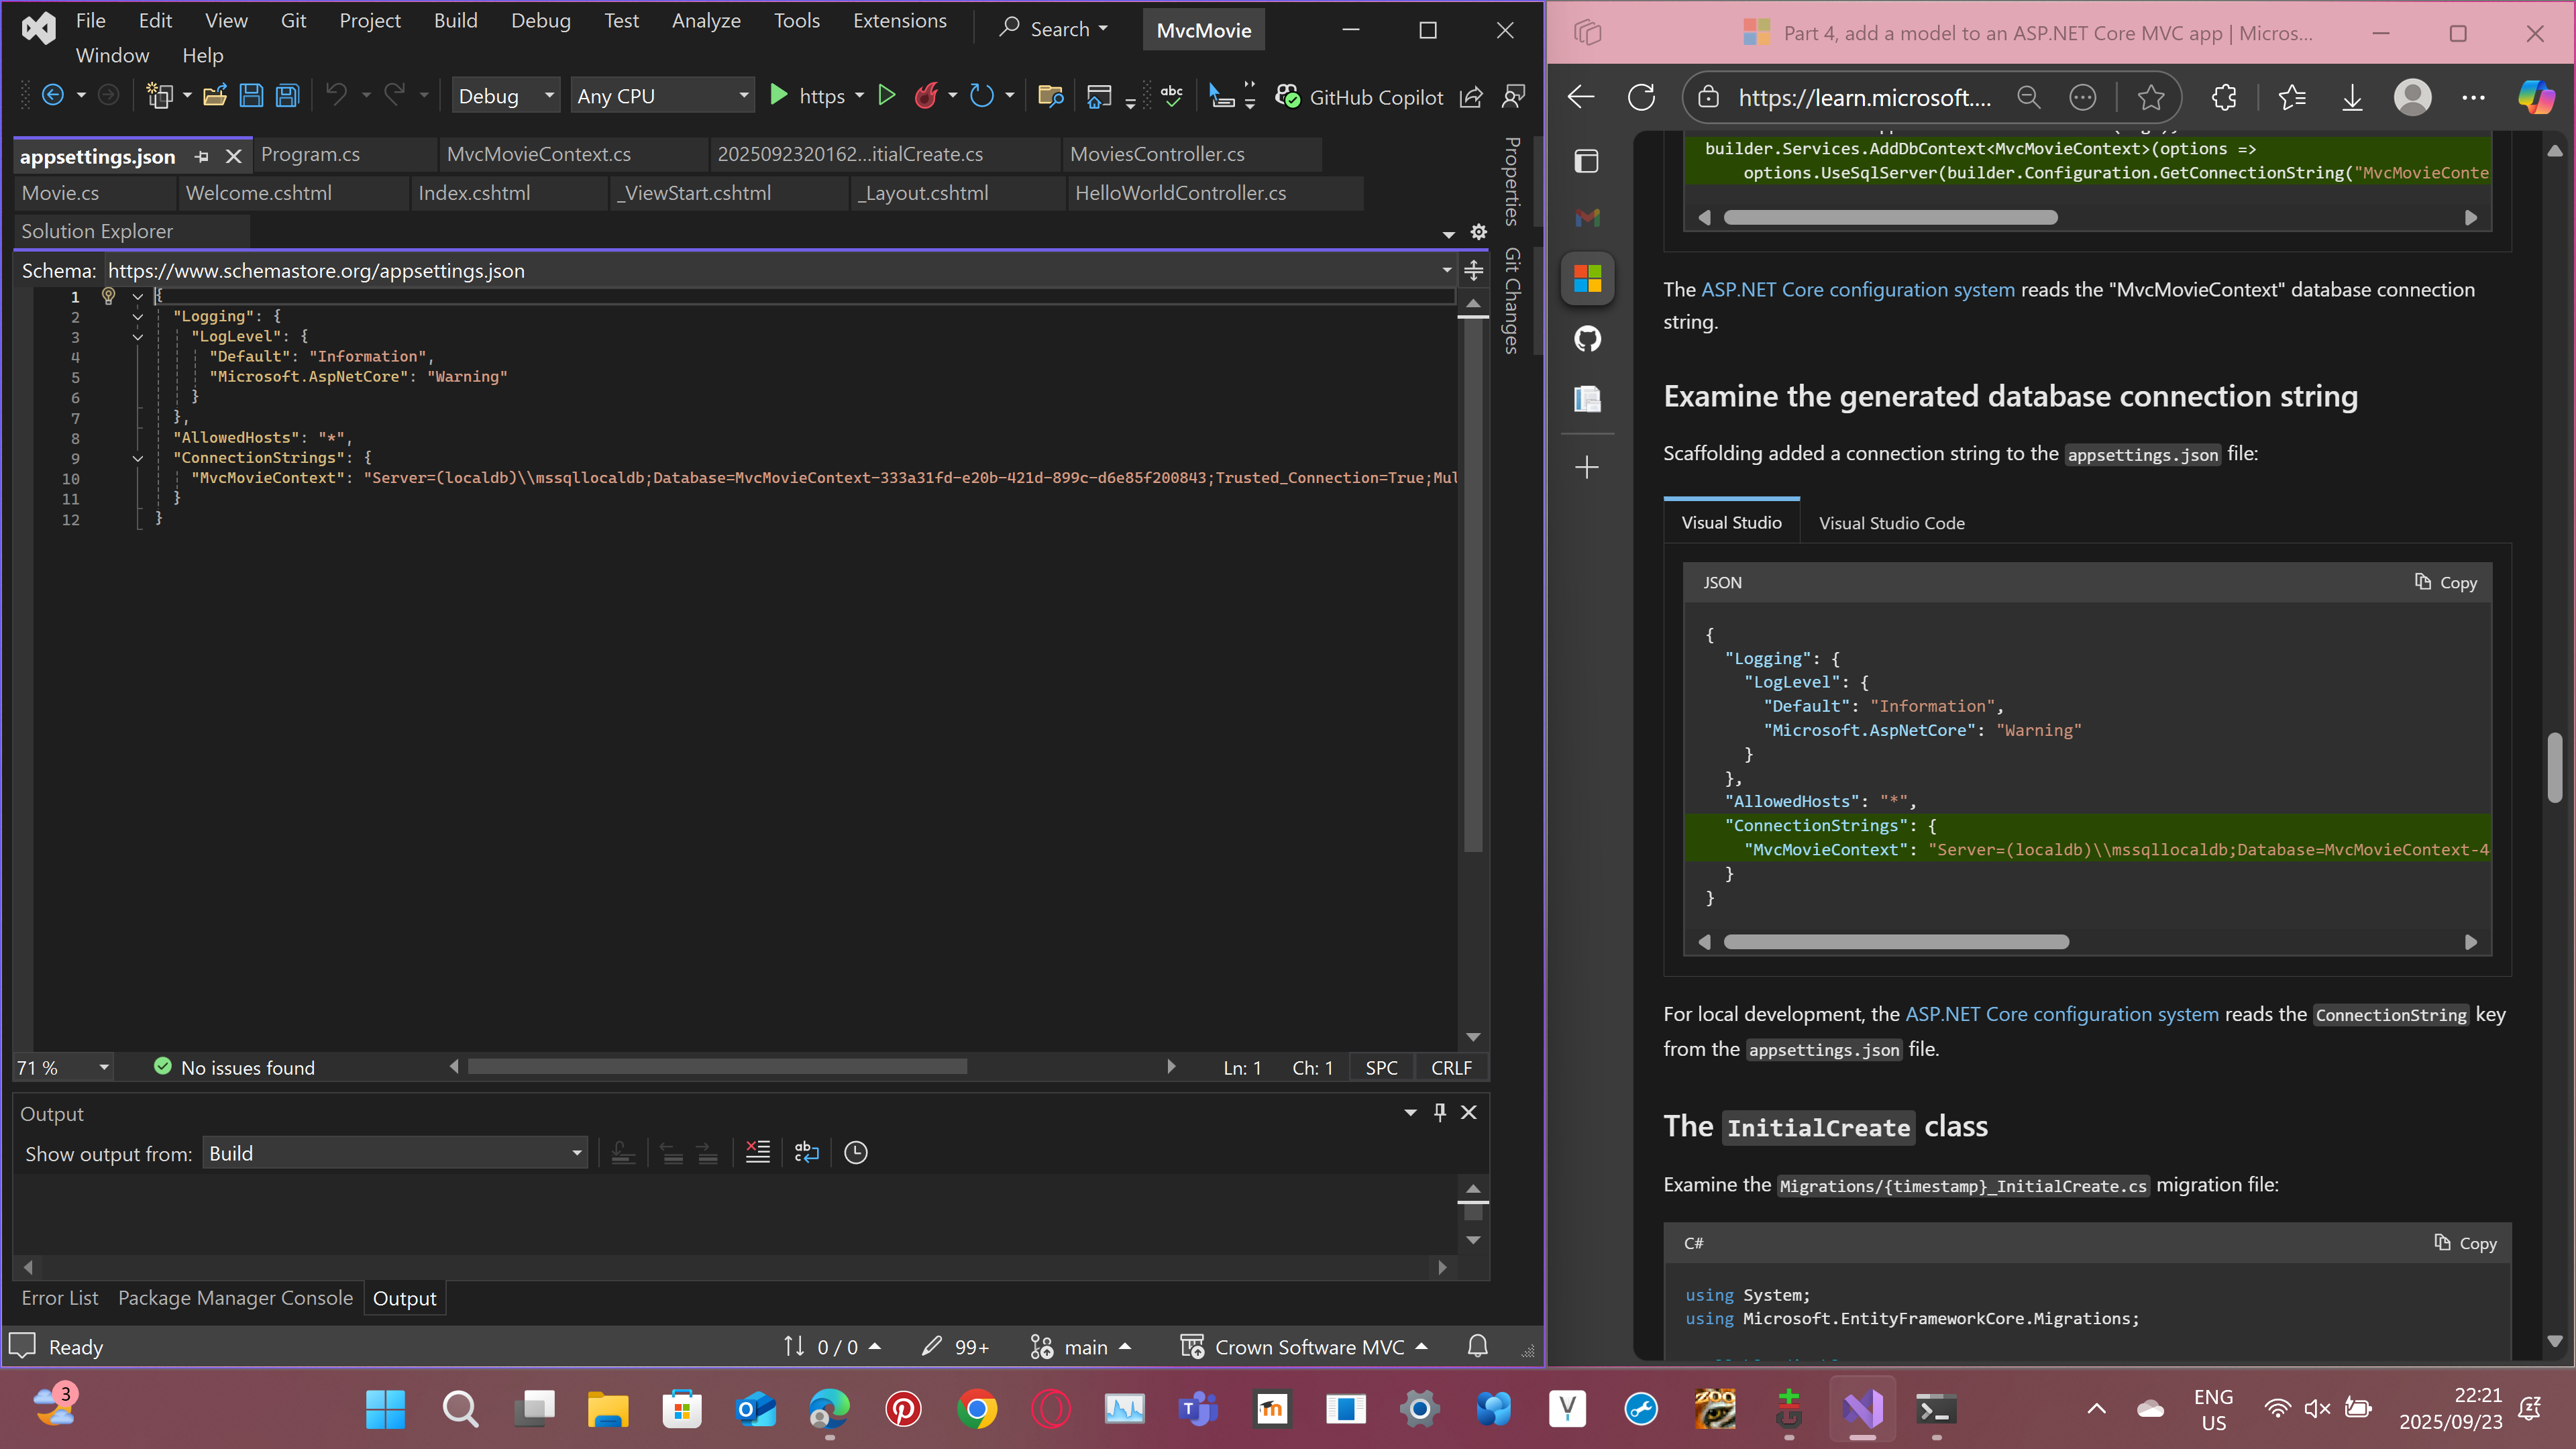 File Edit View Git Project Build Debug Test Analyze Tools Extensions Search MvcMovie
Window Help
Debug Any CPU https abc GitHub Copilot
appsettings.json Program.cs MvcMovieContext.cs 2025092320162...itialCreate.cs MoviesController.cs
Movie.cs Welcome.cshtml Index.cshtml _ViewStart.cshtml _Layout.cshtml HelloWorldController.cs
Solution Explorer
Properties
Git Changes
Schema: https://www.schemastore.org/appsettings.json
1 {
2 "Logging": {
3 "LogLevel": {
4 "Default": "Information",
5 "Microsoft.AspNetCore": "Warning"
6 }
7 },
8 "AllowedHosts": "*",
9 "ConnectionStrings": {
10 "MvcMovieContext": "Server=(localdb)\\mssqllocaldb;Database=MvcMovieContext-333a31fd-e20b-421d-899c-d6e85f200843;Trusted_Connection=True;Mul
11 }
12 }
71 % No issues found Ln: 1 Ch: 1 SPC CRLF
Output
Show output from: Build
Error List Package Manager Console Output
Ready 0 / 0 99+ main Crown Software MVC
Part 4, add a model to an ASP.NET Core MVC app | Micros...
https://learn.microsoft....
builder.Services.AddDbContext<MvcMovieContext>(options =>
options.UseSqlServer(builder.Configuration.GetConnectionString("MvcMovieConte
The ASP.NET Core configuration system reads the "MvcMovieContext" database connection
string.
Examine the generated database connection string
Scaffolding added a connection string to the appsettings.json file:
Visual Studio Visual Studio Code
JSON Copy
{
"Logging": {
"LogLevel": {
"Default": "Information",
"Microsoft.AspNetCore": "Warning"
}
},
"AllowedHosts": "*",
"ConnectionStrings": {
"MvcMovieContext": "Server=(localdb)\\mssqllocaldb;Database=MvcMovieContext-4
}
}
For local development, the ASP.NET Core configuration system reads the ConnectionString key
from the appsettings.json file.
The InitialCreate class
Examine the Migrations/{timestamp}_InitialCreate.cs migration file:
C# Copy
using System;
using Microsoft.EntityFrameworkCore.Migrations;
3
ZOO
ENG
US
22:21
2025/09/23